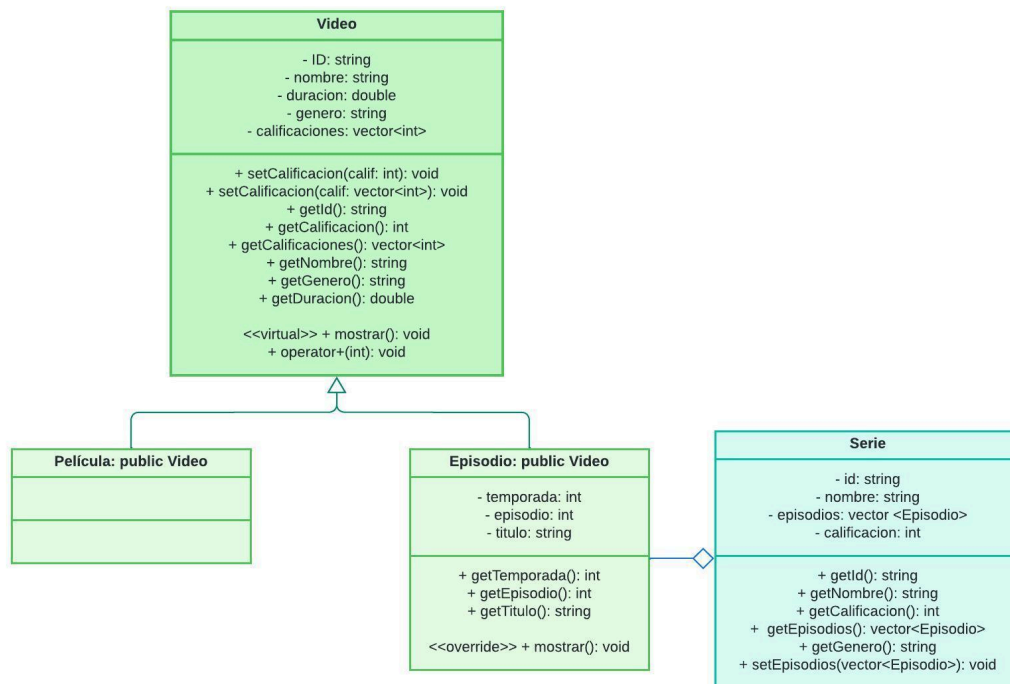 Video
- ID: string
- nombre: string
- duracion: double
- genero: string
- calificaciones: vector<int>
+ setCalificacion(calif: int): void
+ setCalificacion(calif: vector<int>): void
+ getId(): string
+ getCalificacion(): int
+ getCalificaciones(): vector<int>
+ getNombre(): string
+ getGenero(): string
+ getDuracion(): double
<<virtual>> + mostrar(): void
+ operator+(int): void
Película: public Video
Episodio: public Video
- temporada: int
- episodio: int
- titulo: string
+ getTemporada(): int
+ getEpisodio(): int
+ getTitulo(): string
<<override>> + mostrar(): void
Serie
- id: string
- nombre: string
- episodios: vector <Episodio>
- calificacion: int
+ getId(): string
+ getNombre(): string
+ getCalificacion(): int
+ getEpisodios(): vector<Episodio>
+ getGenero(): string
+ setEpisodios(vector<Episodio>): void